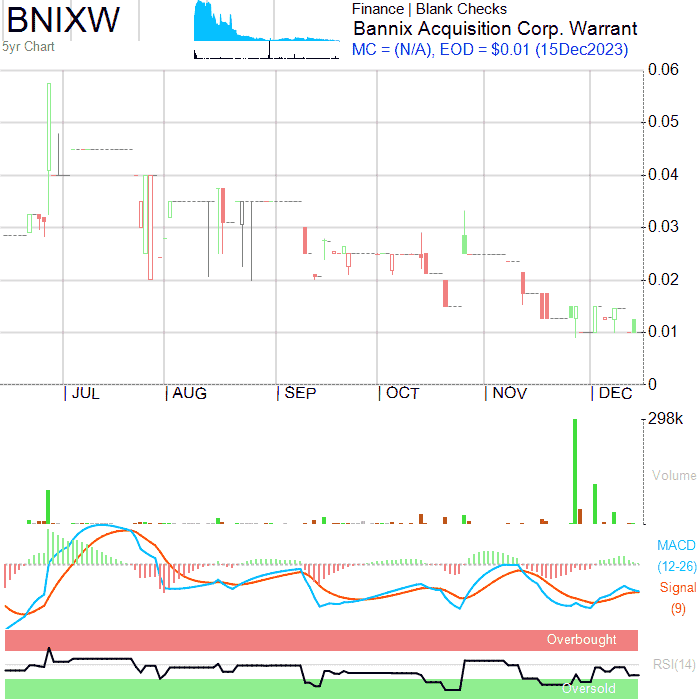 BNIXW
5yr Chart
Finance | Blank Checks
Bannix Acquisition Corp. Warrant
MC = (N/A), EOD = $0.01 (15Dec2023)
0.06
0.05
0.04
0.03
0.02
0.01
0
JUL AUG SEP OCT NOV DEC
298k
Volume
MACD
(12-26)
Signal
(9)
Overbought
RSI(14)
Oversold